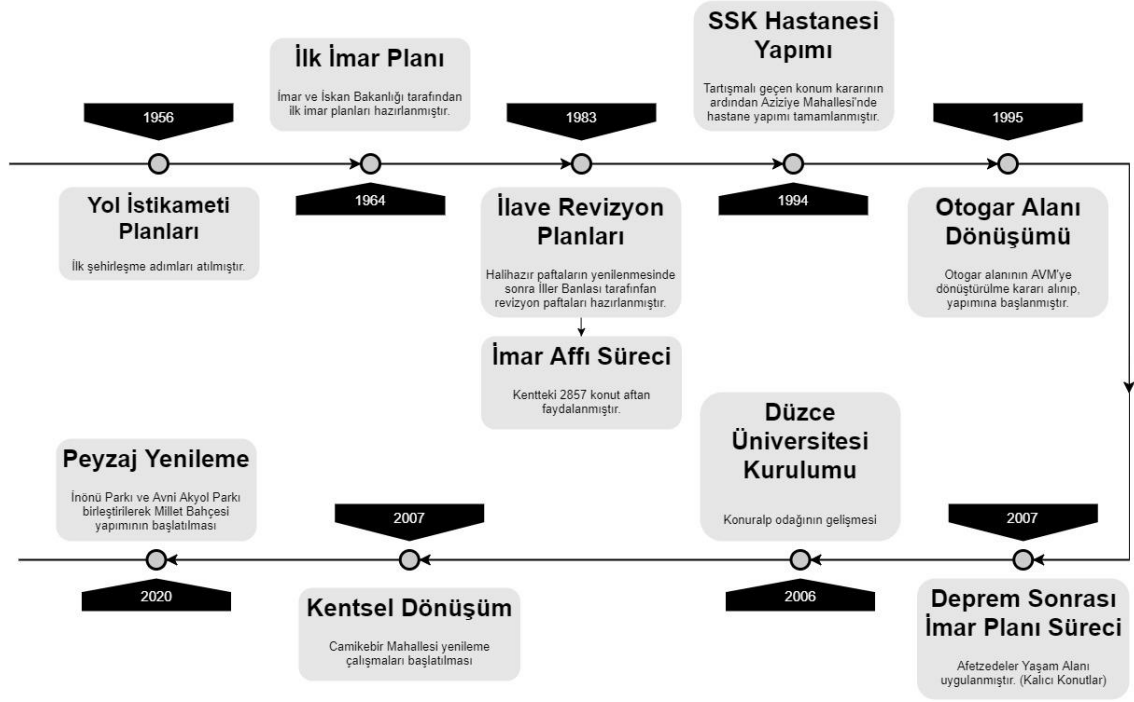 1956
Yol İstikameti
Planları
İlk şehirleşme adımları atılmıştır.
İlk İmar Planı
İmar ve İskan Bakanlığı tarafından
ilk imar planları hazırlanmıştır.
1964
1983
İlave Revizyon
Planları
Halihazır paftaların yenilenmesinde
sonra İller Banlası tarafınfan
revizyon paftaları hazırlanmıştır.
İmar Affı Süreci
Kentteki 2857 konut aftan
faydalanmıştır.
SSK Hastanesi
Yapımı
Tartışmalı geçen konum kararının
ardından Aziziye Mahallesi'nde
hastane yapımı tamamlanmıştır.
1994
1995
Otogar Alanı
Dönüşümü
Otogar alanının AVM'ye
dönüştürülme kararı alınıp,
yapımına başlanmıştır.
2007
Deprem Sonrası
İmar Planı Süreci
Afetzedeler Yaşam Alanı
uygulanmıştır. (Kalıcı Konutlar)
Düzce
Üniversitesi
Kurulumu
Konuralp odağının gelişmesi
2006
2007
Kentsel Dönüşüm
Camikebir Mahallesi yenileme
çalışmaları başlatılması
Peyzaj Yenileme
İnönü Parkı ve Avni Akyol Parkı
birleştirilerek Millet Bahçesi
yapımının başlatılması
2020